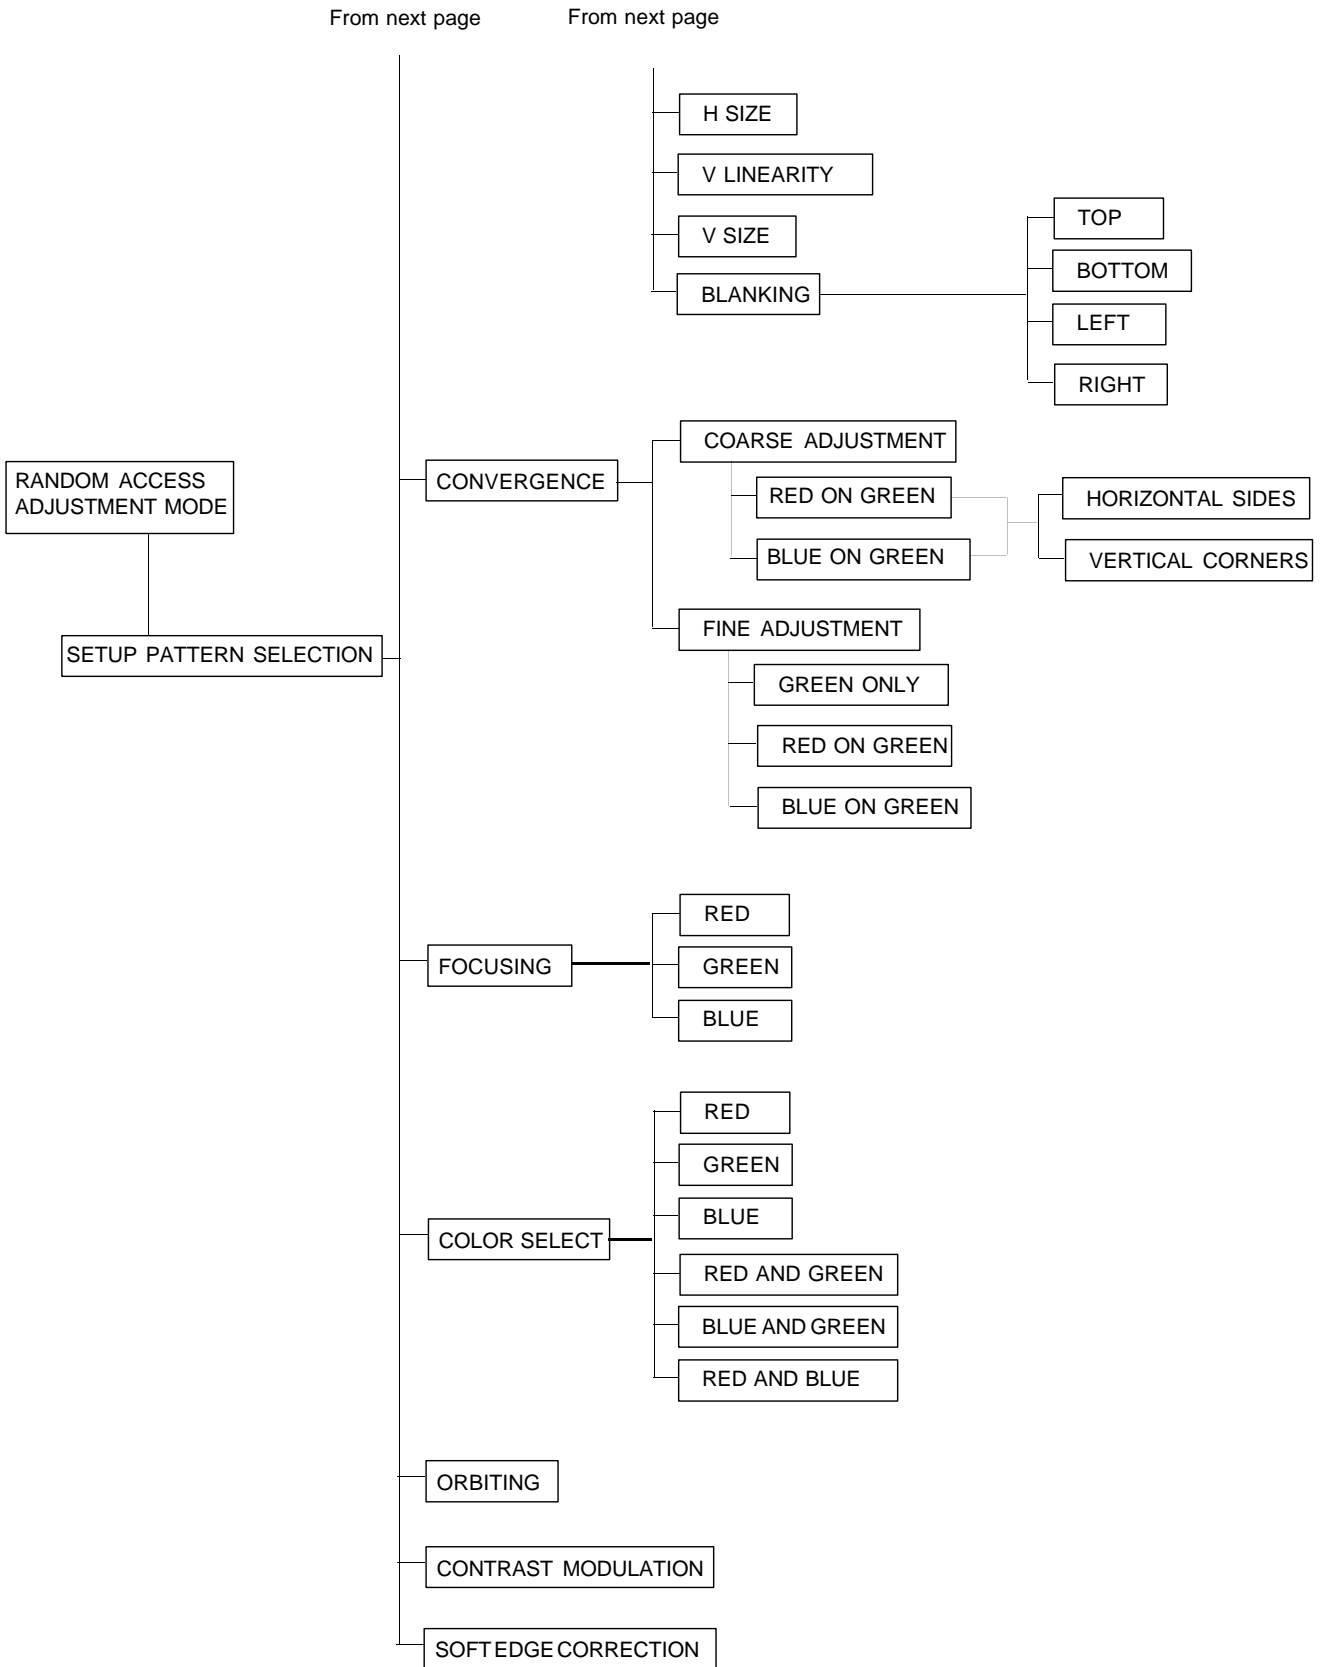 From next page
From next page
H SIZE
V LINEARITY
V SIZE
BLANKING
TOP
BOTTOM
LEFT
RIGHT
RANDOM ACCESS
ADJUSTMENT MODE
SETUP PATTERN SELECTION
CONVERGENCE
COARSE ADJUSTMENT
RED ON GREEN
BLUE ON GREEN
HORIZONTAL SIDES
VERTICAL CORNERS
FINE ADJUSTMENT
GREEN ONLY
RED ON GREEN
BLUE ON GREEN
FOCUSING
RED
GREEN
BLUE
COLOR SELECT
RED
GREEN
BLUE
RED AND GREEN
BLUE AND GREEN
RED AND BLUE
ORBITING
CONTRAST MODULATION
SOFT EDGE CORRECTION